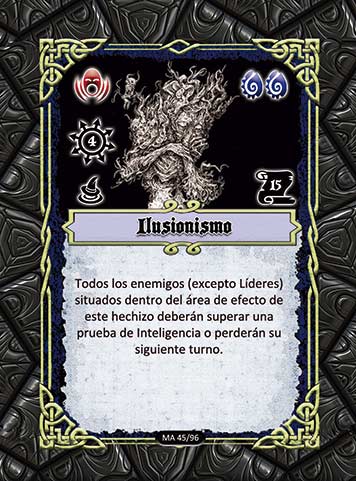 4
15
Ilusionismo
Todos los enemigos (excepto Líderes)
situados dentro del área de efecto de
este hechizo deberán superar una
prueba de Inteligencia o perderán su
siguiente turno.
MA 45/96